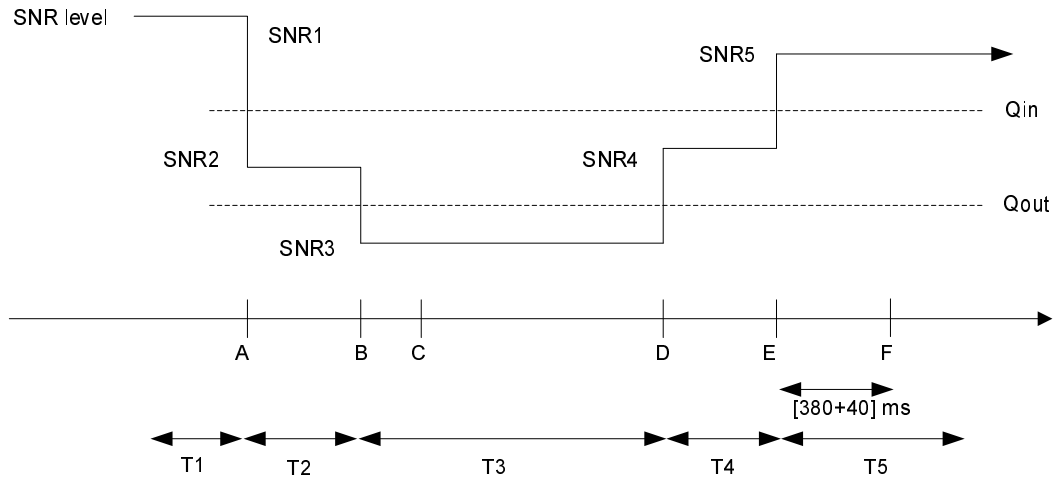 SNR level
SNR1
SNR5
Qin
SNR2
SNR4
Qout
SNR3
A
B
C
D
E
F
[380+40] ms
T1
T2
T3
T4
T5